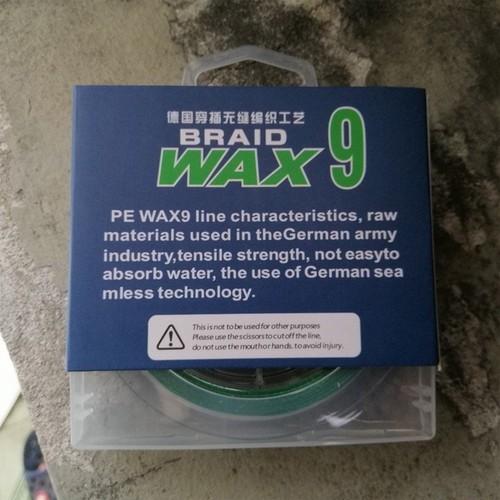 德国穿插无缝编织工艺
BRAID
WAX 9
PE WAX9 line characteristics, raw
materials used in theGerman army
industry,tensile strength, not easyto
absorb water, the use of German sea
mless technology.
This is not to be used for other purposes
Please use the scissors to cut off the line,
do not use the mouth or hands. to avoid injury.